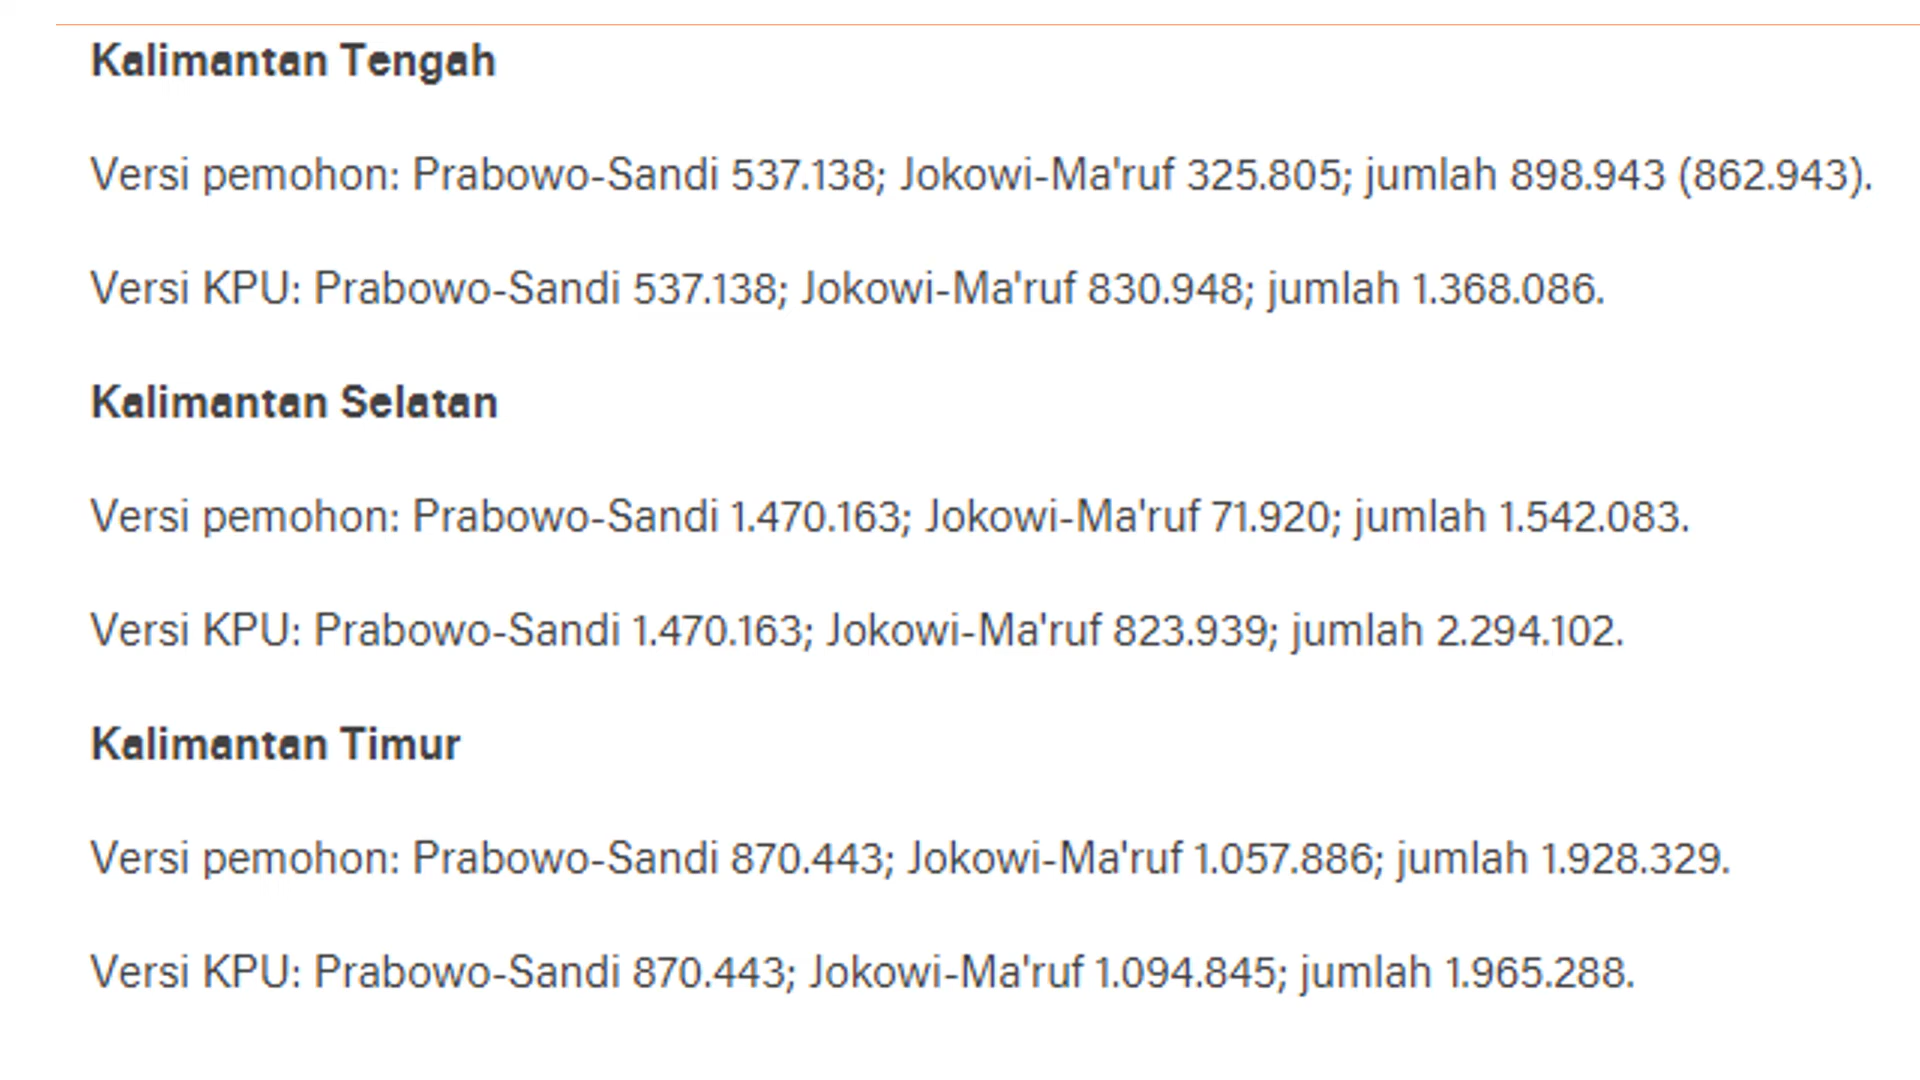 Kalimantan Tengah
Versi pemohon: Prabowo-Sandi 537.138; Jokowi-Ma'ruf 325.805; jumlah 898.943 (862.943).
Versi KPU: Prabowo-Sandi 537.138; Jokowi-Ma'ruf 830.948; jumlah 1.368.086.
Kalimantan Selatan
Versi pemohon: Prabowo-Sandi 1.470.163; Jokowi-Ma'ruf 71.920; jumlah 1.542.083.
Versi KPU: Prabowo-Sandi 1.470.163; Jokowi-Ma'ruf 823.939; jumlah 2.294.102.
Kalimantan Timur
Versi pemohon: Prabowo-Sandi 870.443; Jokowi-Ma'ruf 1.057.886; jumlah 1.928.329.
Versi KPU: Prabowo-Sandi 870.443; Jokowi-Ma'ruf 1.094.845; jumlah 1.965.288.